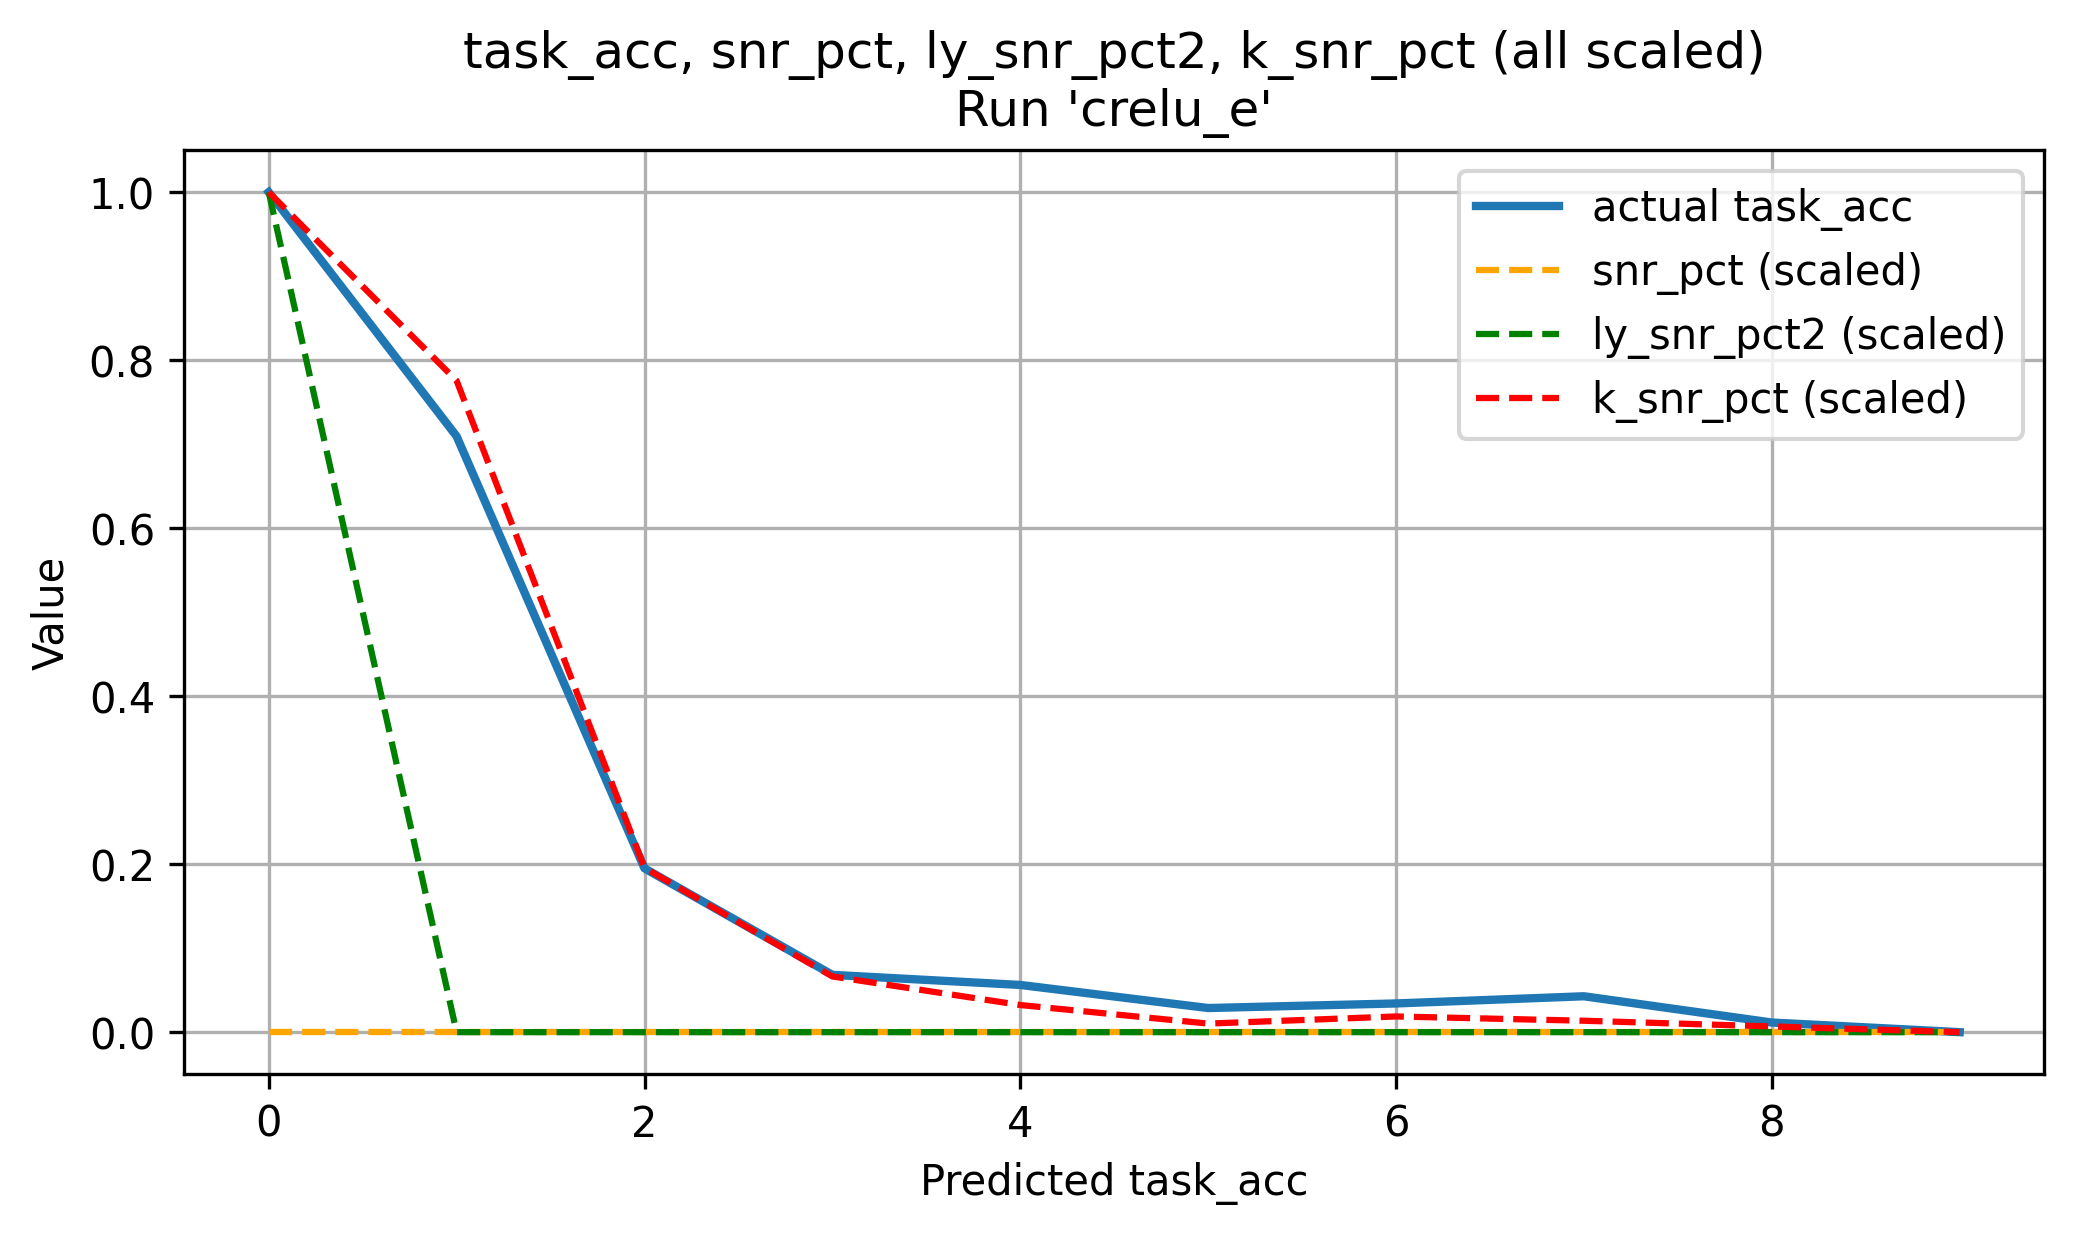 task_acc, snr_pct, ly_snr_pct2, k_snr_pct (all scaled)
Run 'crelu_e'
1.0
0.8
0.6
0.4
0.2
0.0
Value
actual task_acc
snr_pct (scaled)
ly_snr_pct2 (scaled)
k_snr_pct (scaled)
0
2
4
6
8
Predicted task_acc